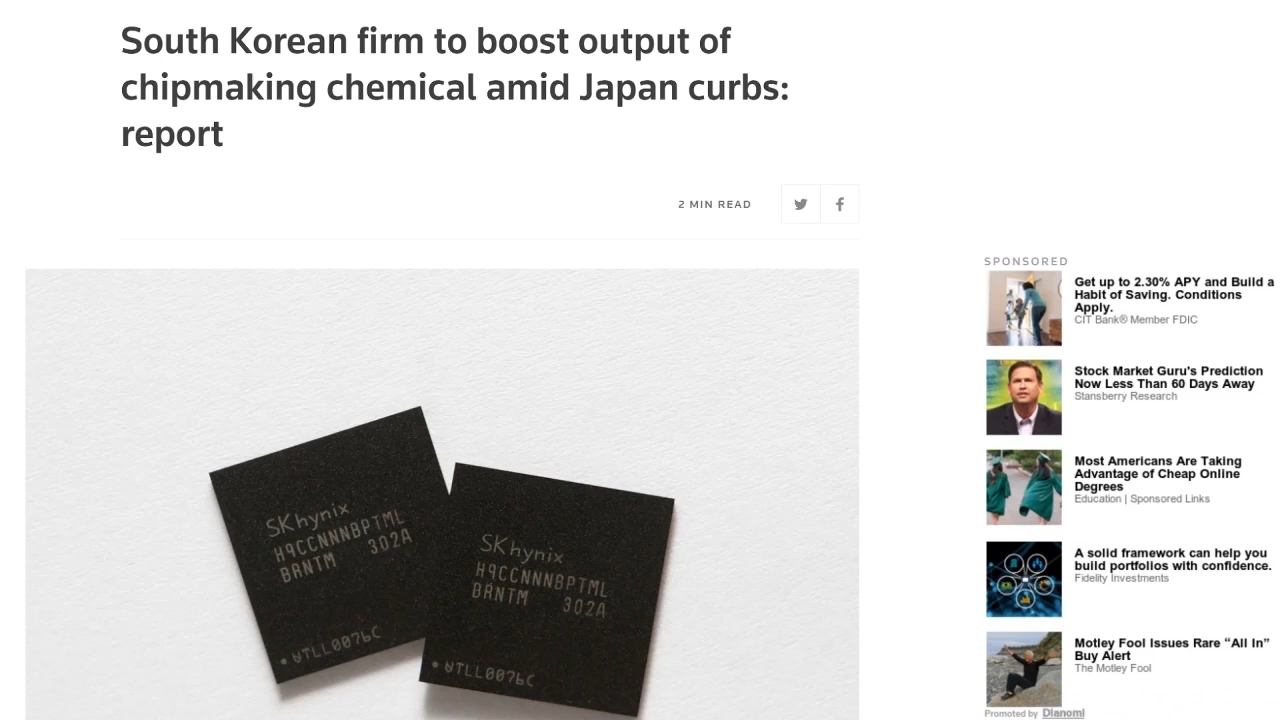 South Korean firm to boost output of
chipmaking chemical amid Japan curbs:
report
2 MIN READ
SPONSORED
Get up to 2.30% APY and Build a
Habit of Saving. Conditions
Apply.
CIT Bank® Member FDIC
Stock Market Guru's Prediction
Now Less Than 60 Days Away
Stansberry Research
Most Americans Are Taking
Advantage of Cheap Online
Degrees
Education | Sponsored Links
A solid framework can help you
build portfolios with confidence.
Fidelity Investments
Motley Fool Issues Rare “All In”
Buy Alert
The Motley Fool
Promoted by Dianomi
SKhynix
H9CCNNNBPTML
BRNTM 302A
SKhynix
H9CCNNNBPTML
BRNTM 302A